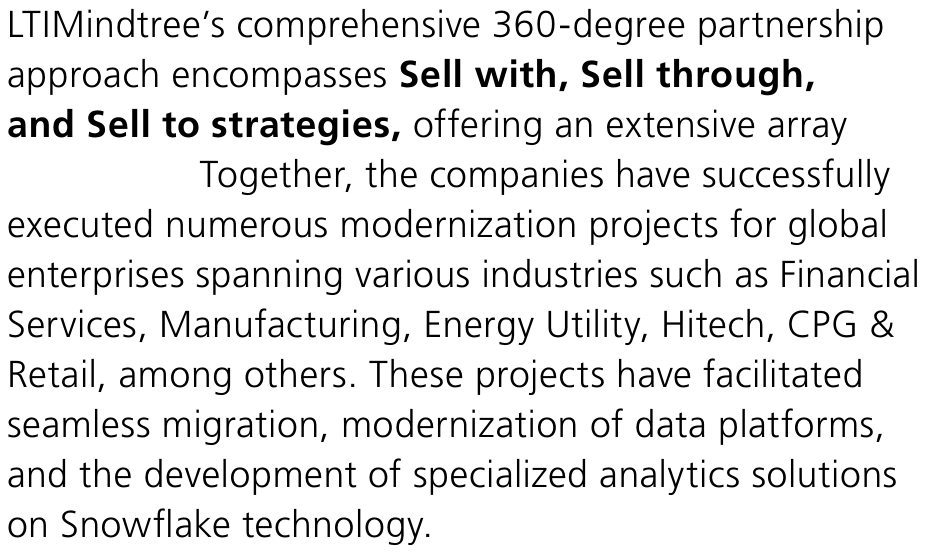 LTIMindtree’s comprehensive 360-degree partnership
approach encompasses Sell with, Sell through,
and Sell to strategies, offering an extensive array
Together, the companies have successfully
executed numerous modernization projects for global
enterprises spanning various industries such as Financial
Services, Manufacturing, Energy Utility, Hitech, CPG &
Retail, among others. These projects have facilitated
seamless migration, modernization of data platforms,
and the development of specialized analytics solutions
on Snowflake technology.